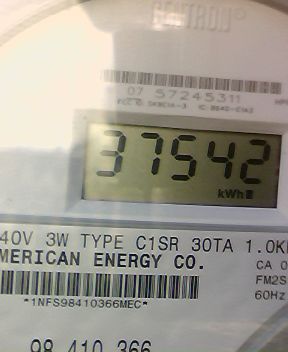 CENTRON
07 57245311
37542
kWh
40V 3W TYPE C1SR 30TA 1.0K
MERICAN ENERGY CO.
CA 0
FM2S
60Hz
*1NFS98410366MEC*
98 410 366